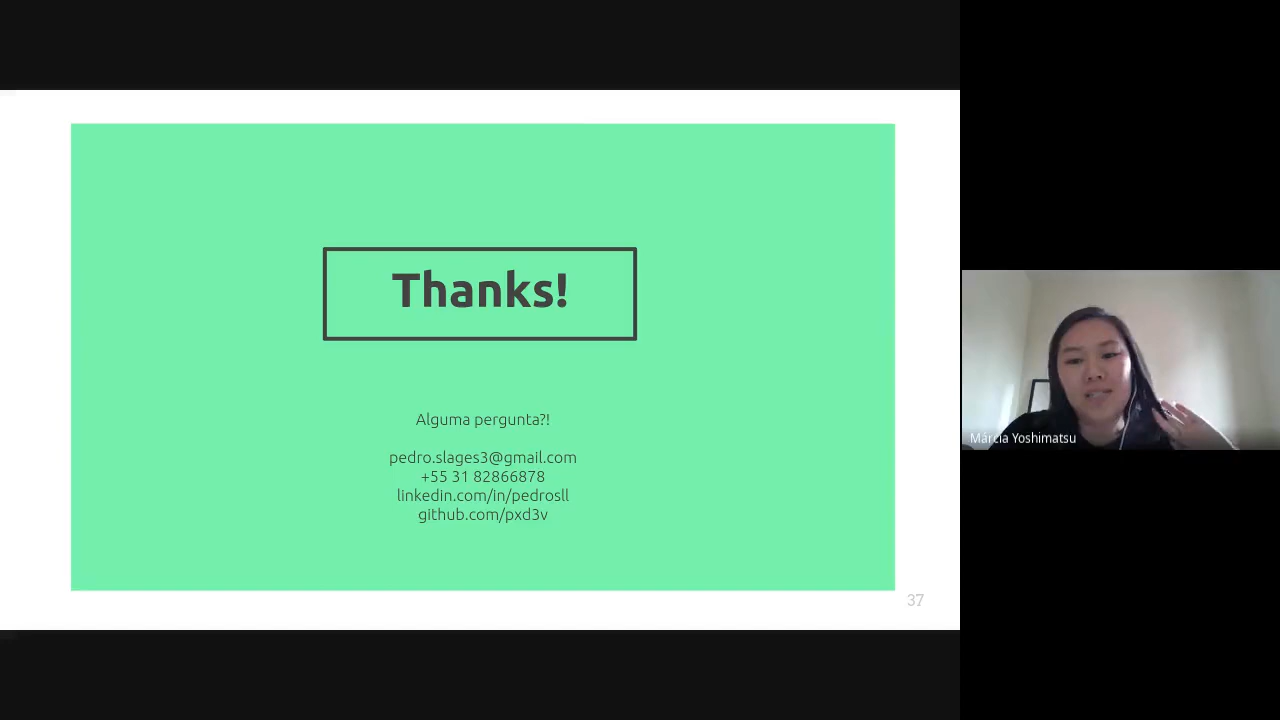 Thanks!
Alguma pergunta?!
pedro.slages3@gmail.com
+55 31 82866878
linkedin.com/in/pedrosll
github.com/pxd3v
37
Márcia Yoshimatsu